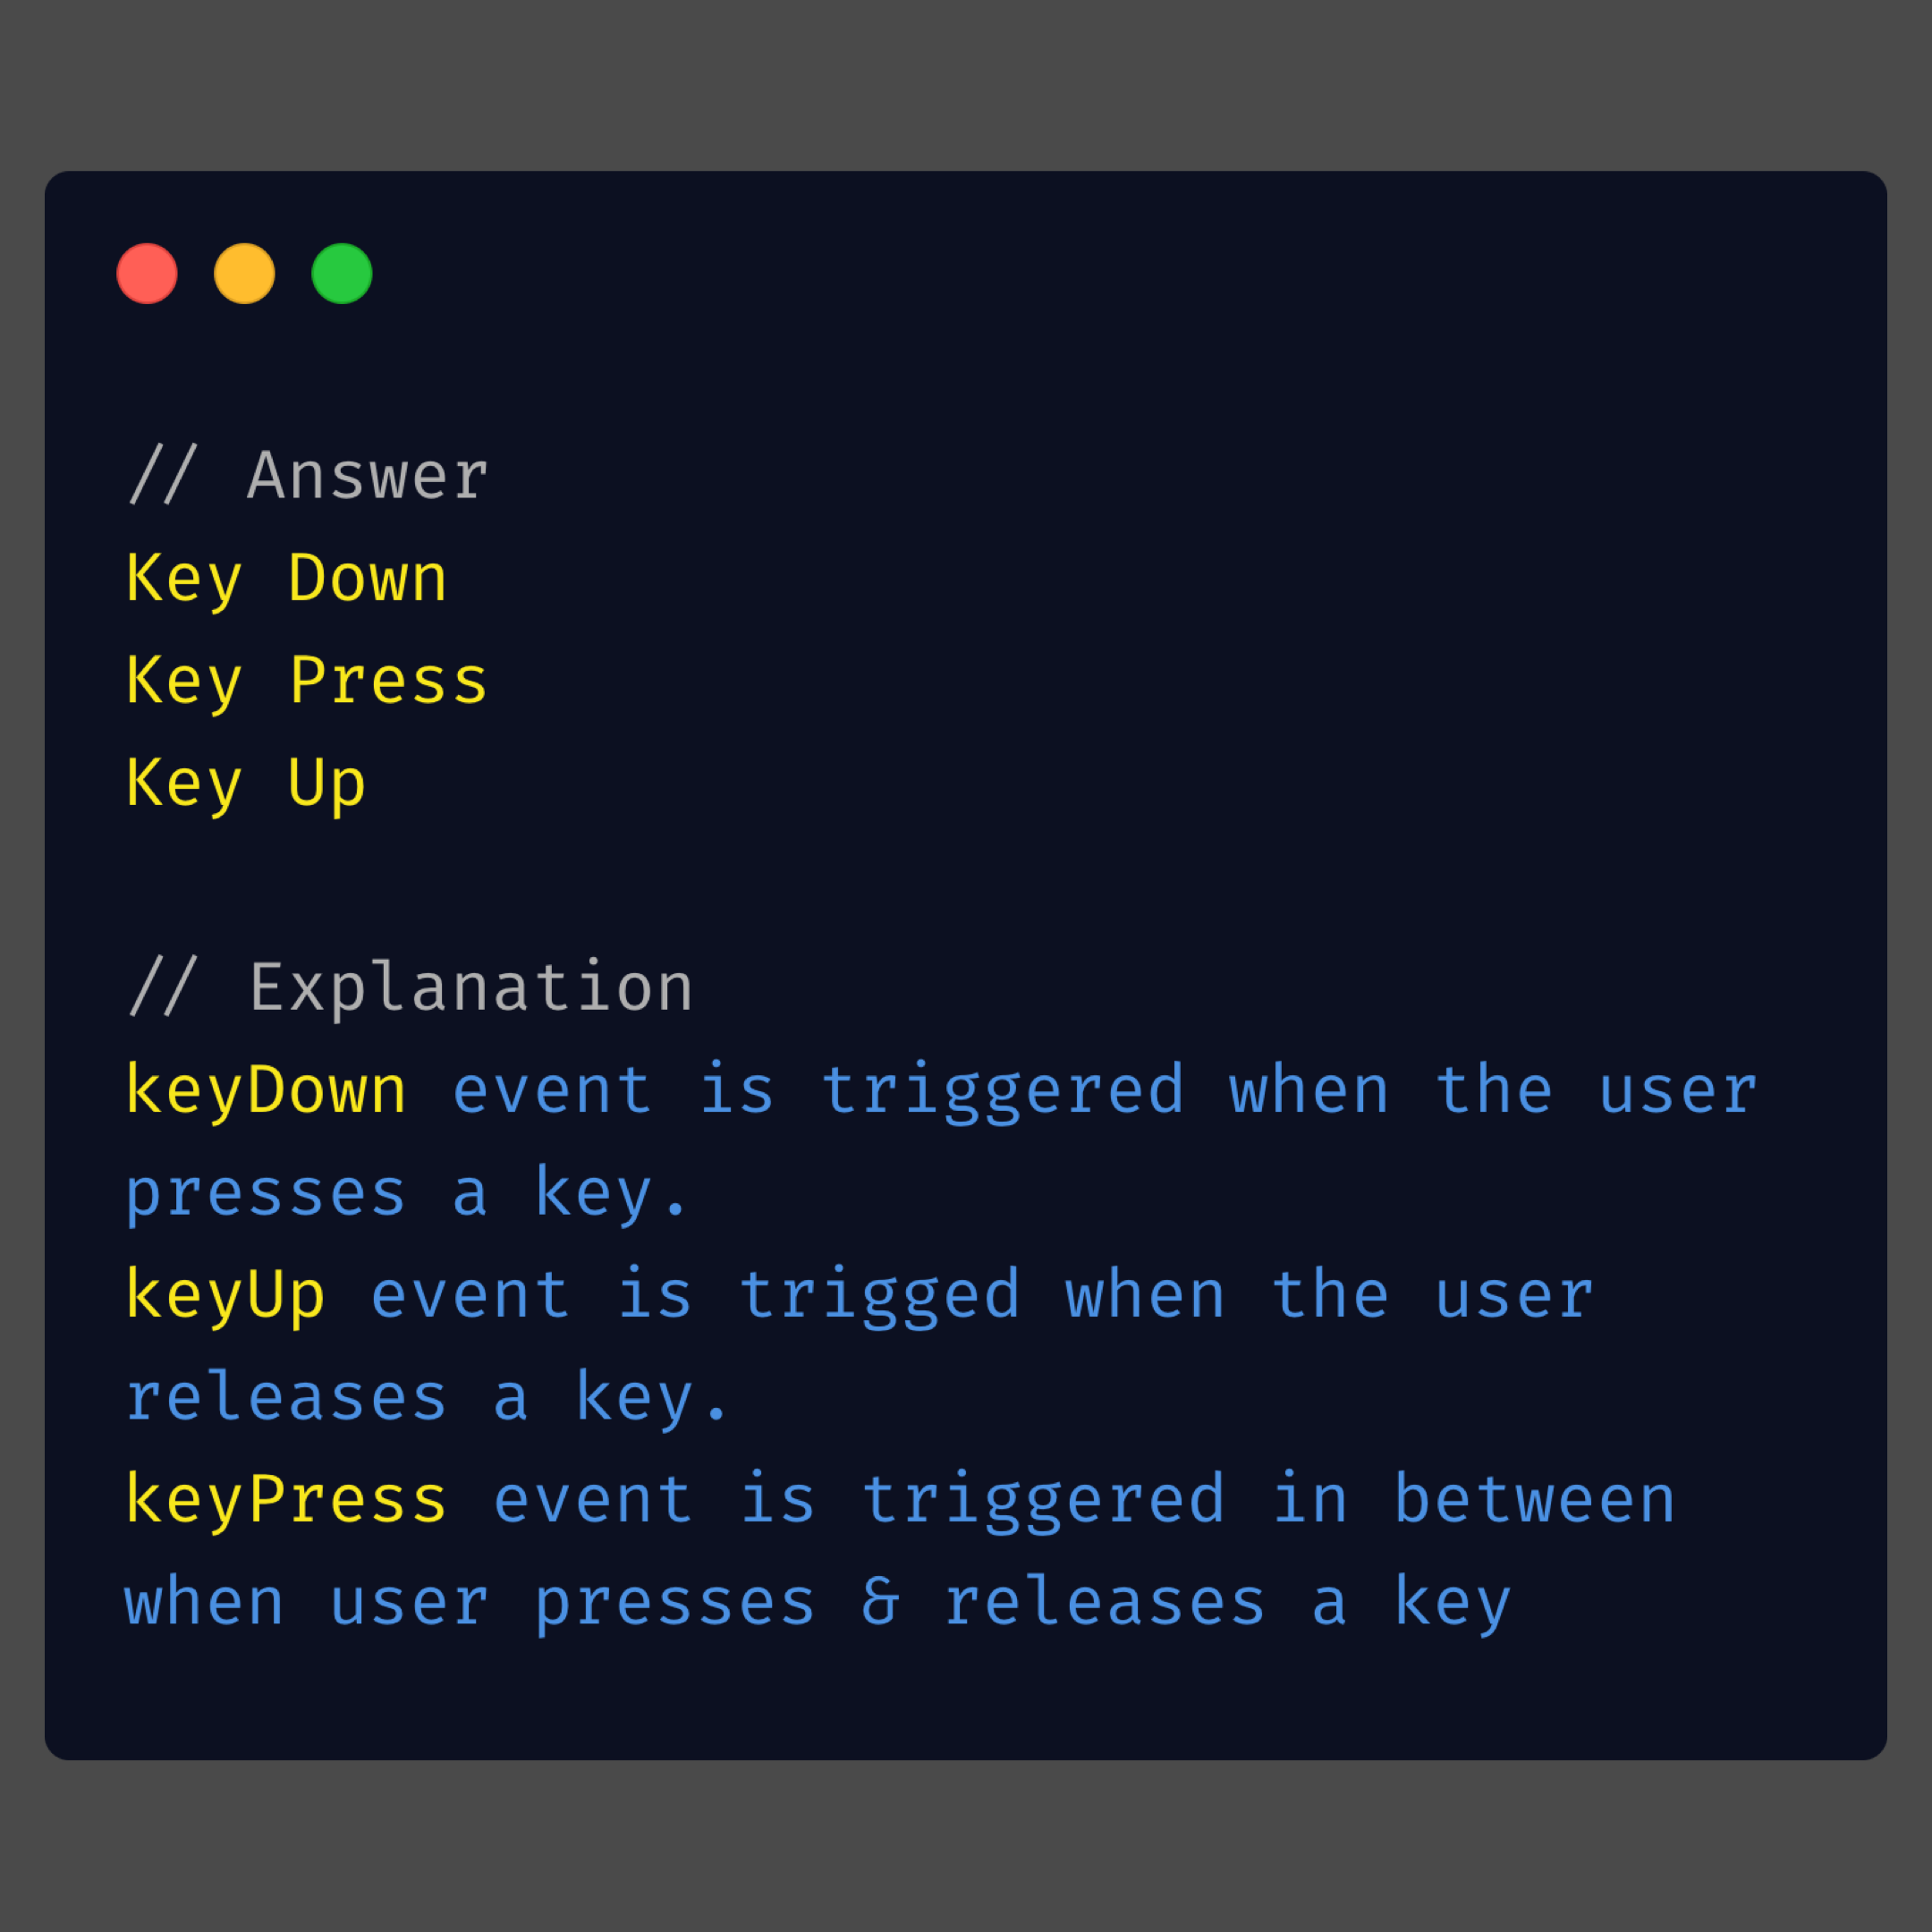 // Answer
Key Down
Key Press
Key Up
// Explanation
keyDown event is triggered when the user
presses a key.
keyUp event is trigged when the user
releases a key.
keyPress event is triggered in between
when user presses & releases a key